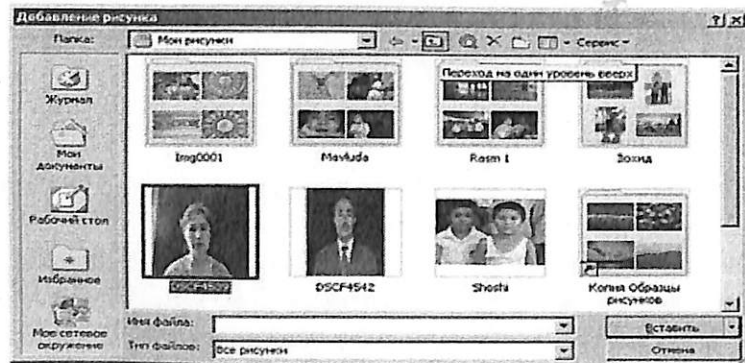 Добавление рисунка
Папка:
Мои рисунки
Сервис
Переход на один уровень вверх
Журнал
Мои документы
Рабочий стол
Избранное
Мое сетевое окружение
Img0001
Mavluda
Rasm 1
Зохид
DSCF4542
Shoshi
Копия Образцы рисунков
Имя файла:
Тип файлов:
Все рисунки
Вставить
Отмена